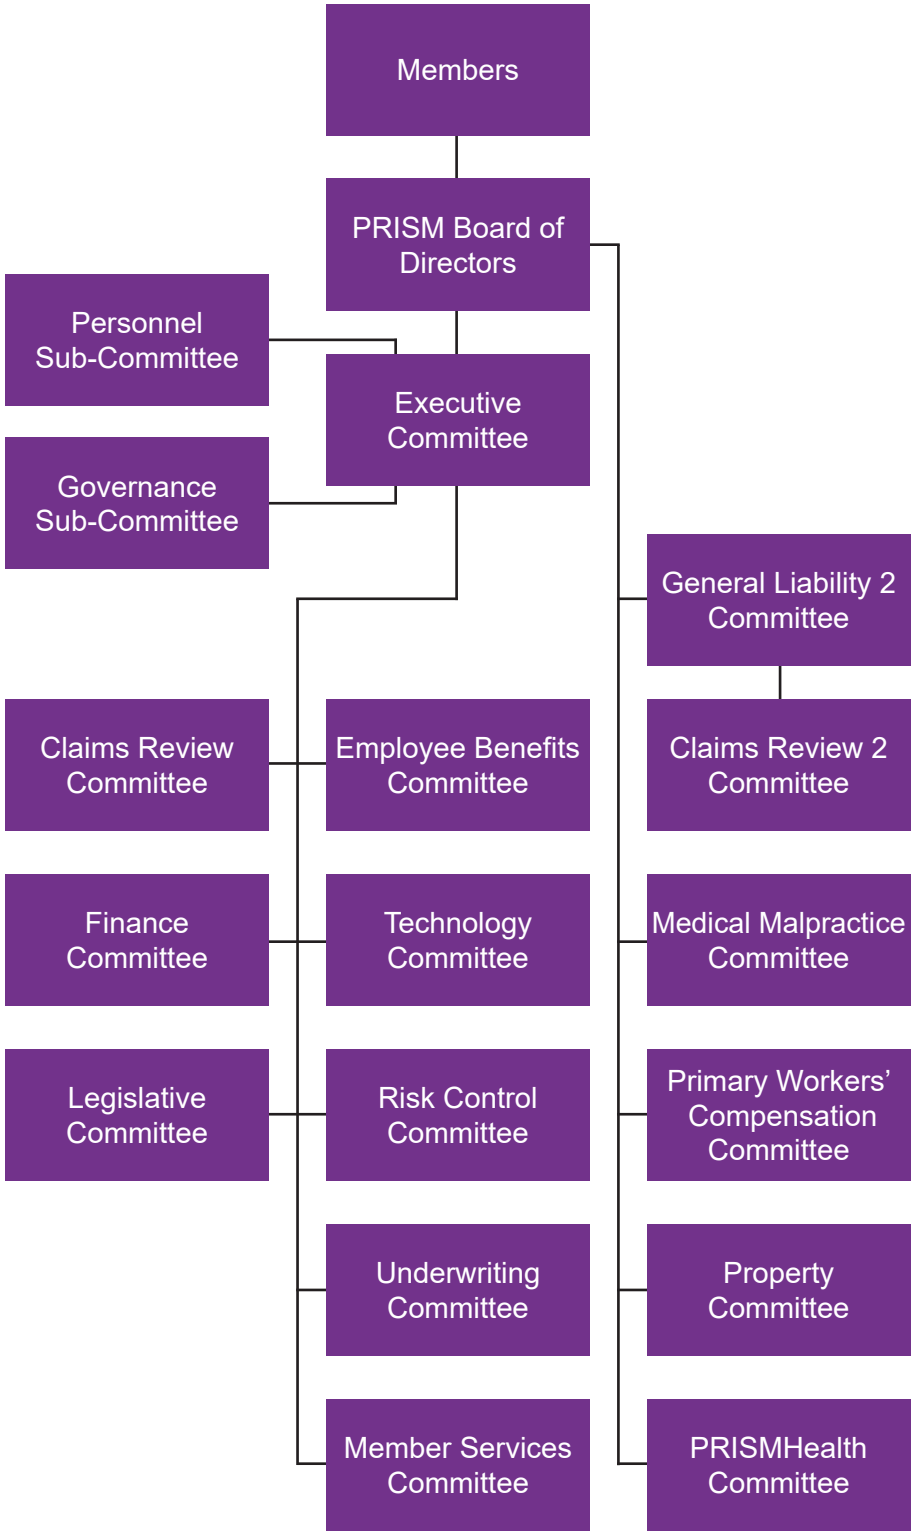 Members
PRISM Board of
Directors
Personnel
Sub-Committee
Executive
Committee
Governance
Sub-Committee
General Liability 2
Committee
Claims Review
Committee
Employee Benefits
Committee
Claims Review 2
Committee
Finance
Committee
Technology
Committee
Medical Malpractice
Committee
Legislative
Committee
Risk Control
Committee
Primary Workers’
Compensation
Committee
Underwriting
Committee
Property
Committee
Member Services
Committee
PRISMHealth
Committee